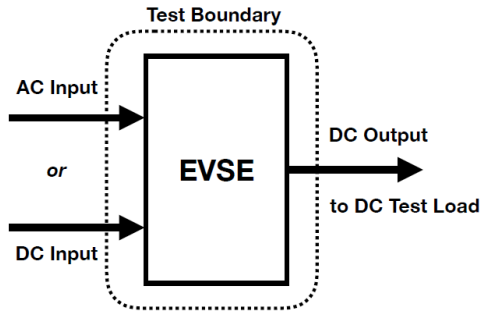 Test Boundary
AC Input
or
DC Input
EVSE
DC Output
to DC Test Load